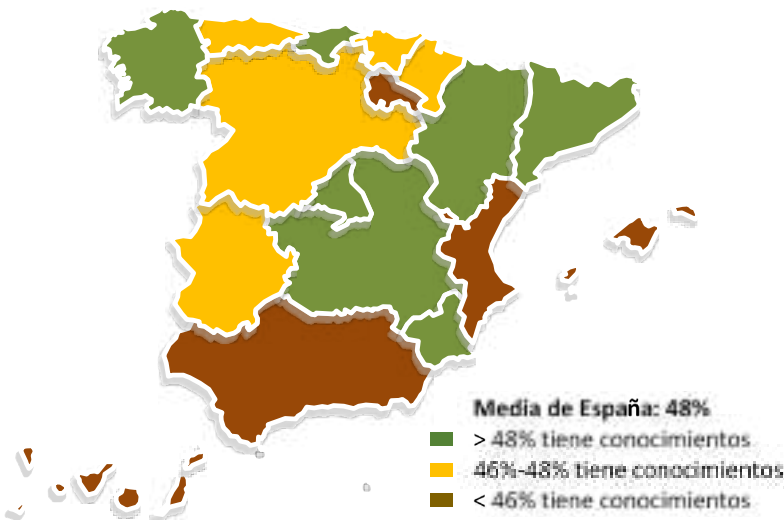 Media de España: 48%
> 48% tiene conocimientos
46%-48% tiene conocimientos
< 46% tiene conocimientos